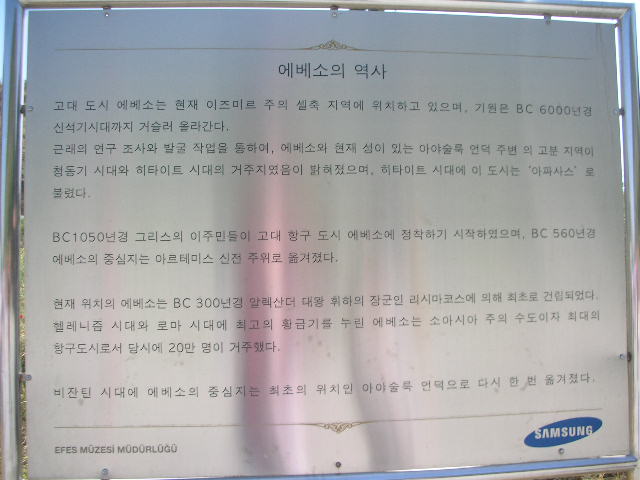 에베소의 역사
고대 도시 에베소는 현재 이즈미르 주의 셀축 지역에 위치하고 있으며, 기원은 BC 6000년경
신석기시대까지 거슬러 올라간다.
근래의 연구 조사와 발굴 작업을 통하여, 에베소와 현재 성이 있는 아야술룩 언덕 주변 의 고분 지역이
청동기 시대와 히타이트 시대의 거주지였음이 밝혀졌으며, 히타이트 시대에 이 도시는 '아파사스' 로
불렸다.
BC1050년경 그리스의 이주민들이 고대 항구 도시 에베소에 정착하기 시작하였으며, BC 560년경
에베소의 중심지는 아르테미스 신전 주위로 옮겨졌다.
현재 위치의 에베소는 BC 300년경 알렉산더 대왕 휘하의 장군인 리시마코스에 의해 최초로 건립되었다.
헬레니즘 시대와 로마 시대에 최고의 황금기를 누린 에베소는 소아시아 주의 수도이자 최대의
항구도시로서 당시에 20만 명이 거주했다.
비잔틴 시대에 에베소의 중심지는 최초의 위치인 아야술룩 언덕으로 다시 한 번 옮겨졌다.
SAMSUNG
EFES MÜZESİ MÜDÜRLÜĞÜ